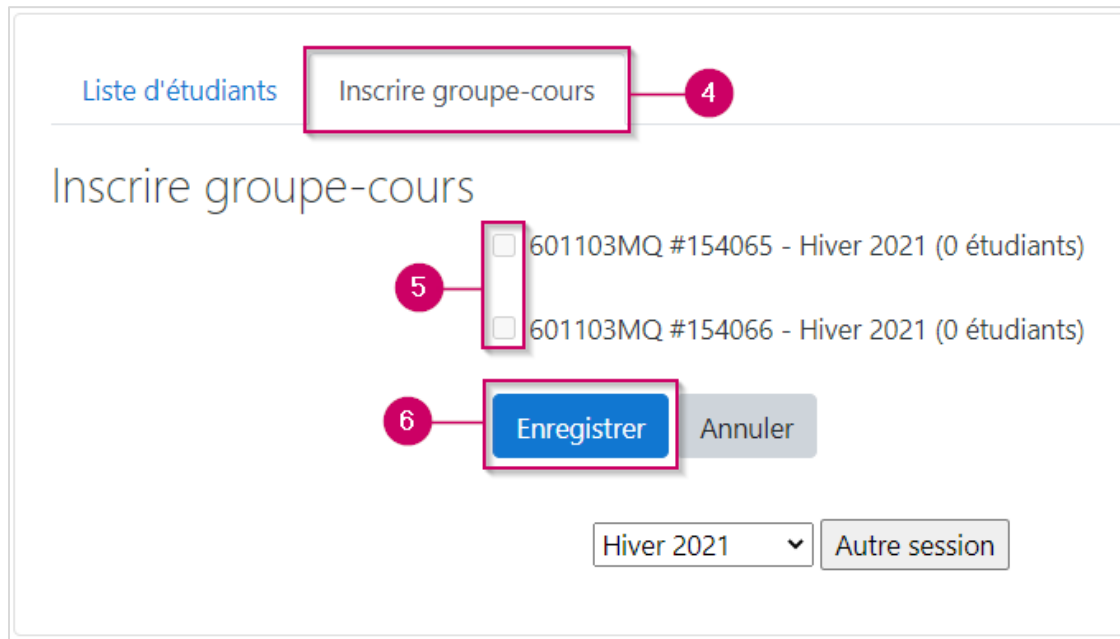 Liste d'étudiants Inscrire groupe-cours 4
Inscrire groupe-cours
601103MQ #154065 - Hiver 2021 (0 étudiants)
5
601103MQ #154066 - Hiver 2021 (0 étudiants)
6 Enregistrer Annuler
Hiver 2021 Autre session